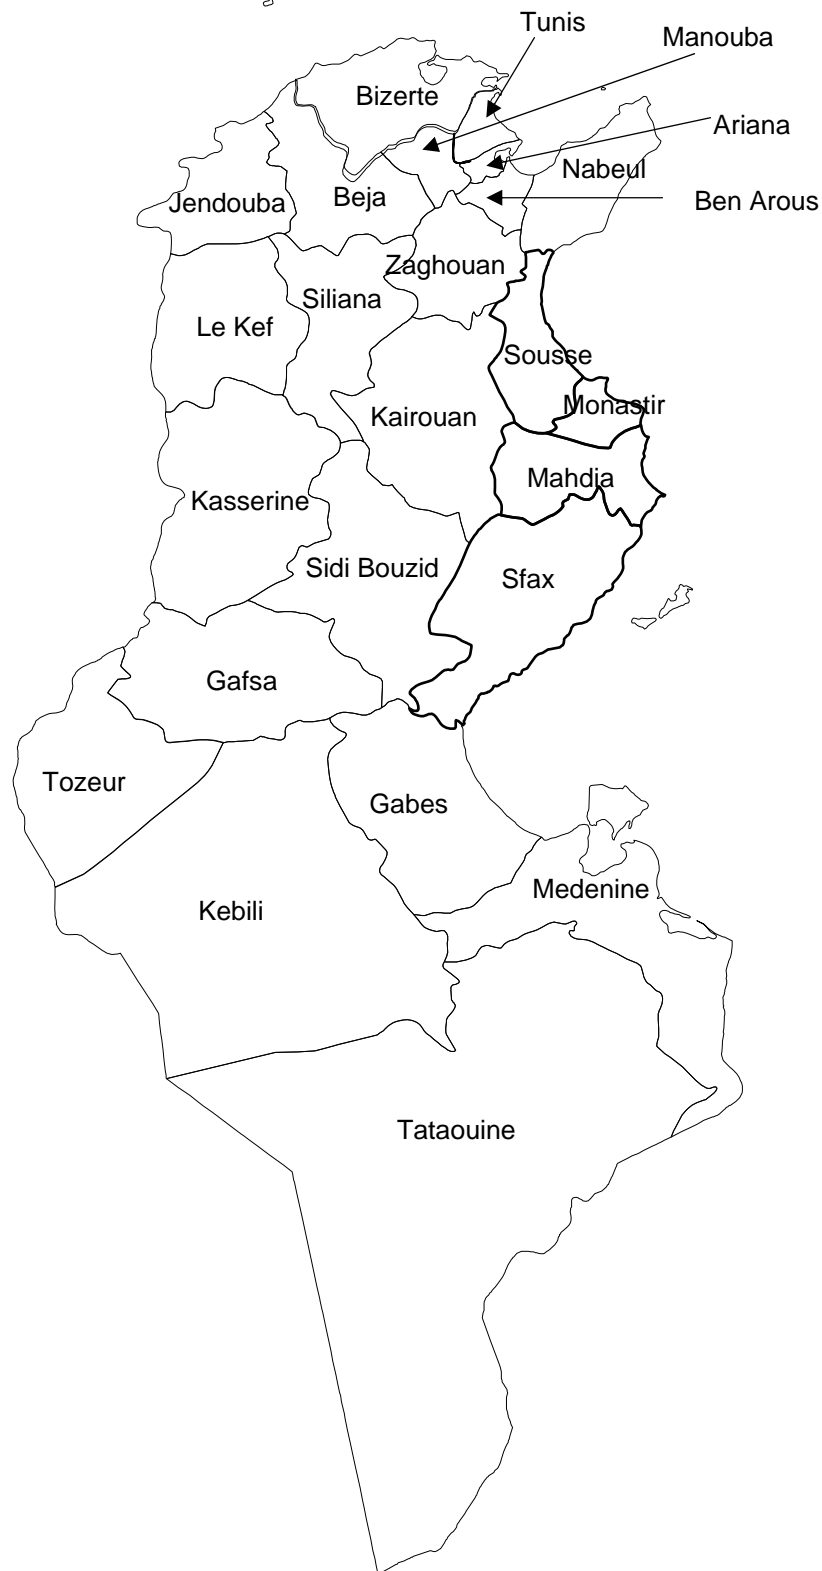 Tunis
Manouba
Bizerte
Ariana
Nabeul
Beja
Jendouba
Ben Arous
Zaghouan
Siliana
Le Kef
Sousse
Monastir
Kairouan
Mahdia
Kasserine
Sidi Bouzid
Sfax
Gafsa
Tozeur
Gabes
Medenine
Kebili
Tataouine